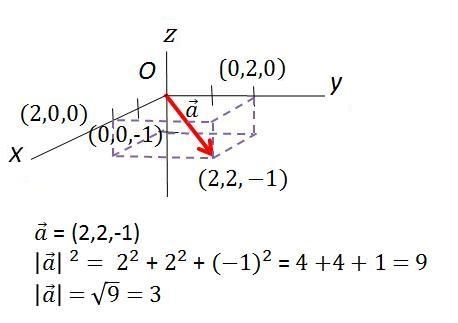 z
O
(0,2,0)
y
(2,0,0)
a⃗
(0,0,-1)
x
(2,2,−1)
a⃗ = (2,2,-1)
|a⃗| ² = 2² + 2² + (−1)² = 4 +4 + 1 = 9
|a⃗| = √9 = 3